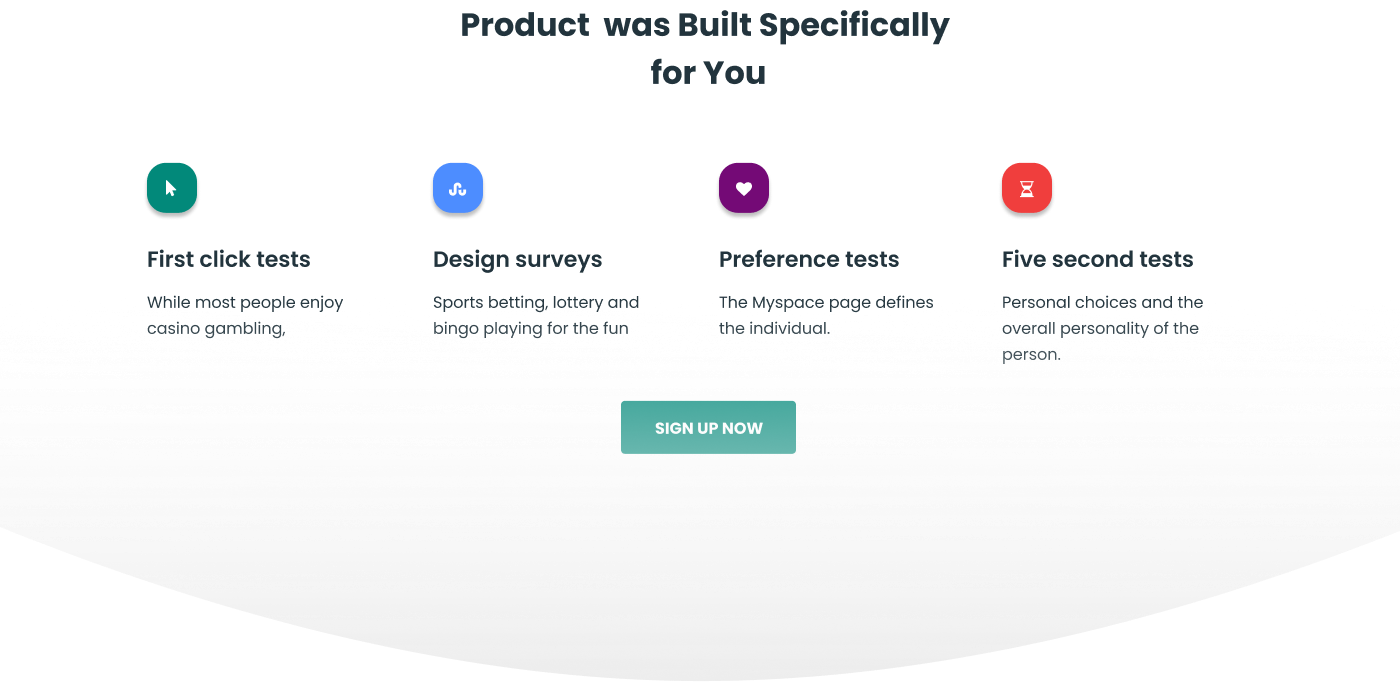 Product was Built Specifically
for You
First click tests
While most people enjoy
casino gambling,
Design surveys
Sports betting, lottery and
bingo playing for the fun
Preference tests
The Myspace page defines
the individual.
Five second tests
Personal choices and the
overall personality of the
person.
SIGN UP NOW